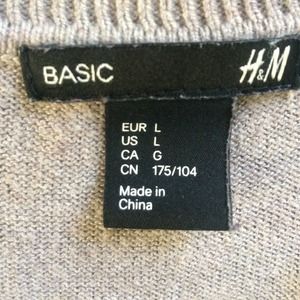 BASIC H&M
EUR L
US L
CA G
CN 175/104
Made in
China